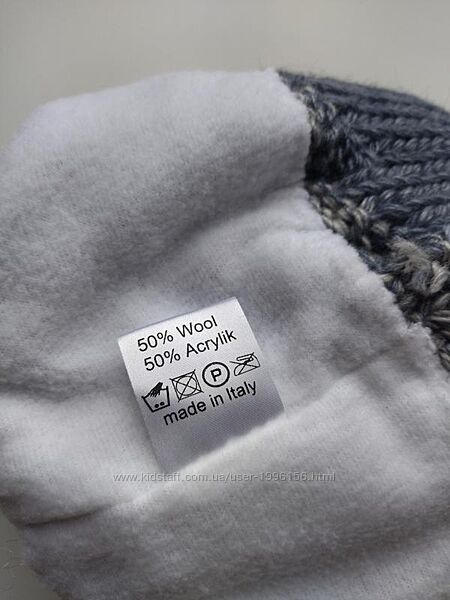 50% Wool
50% Acrylik
P
made in Italy
www.kidstaff.com.ua/user-1996156.html